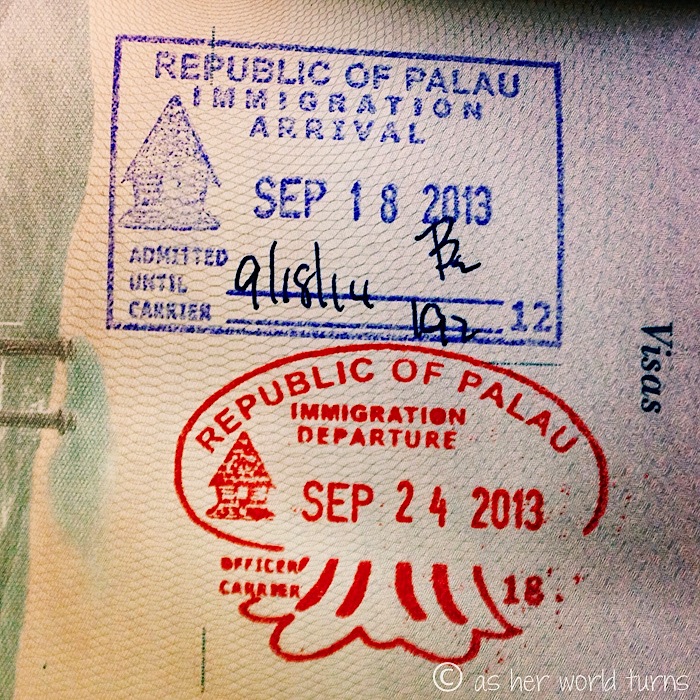 REPUBLIC OF PALAU
IMMIGRATION
ARRIVAL
SEP 18 2013
ADMITTED
UNTIL 9/18/14
CARRIER 12
Visas
REPUBLIC OF PALAU
IMMIGRATION
DEPARTURE
SEP 24 2013
OFFICER
CARRIER 18
© as her world turns